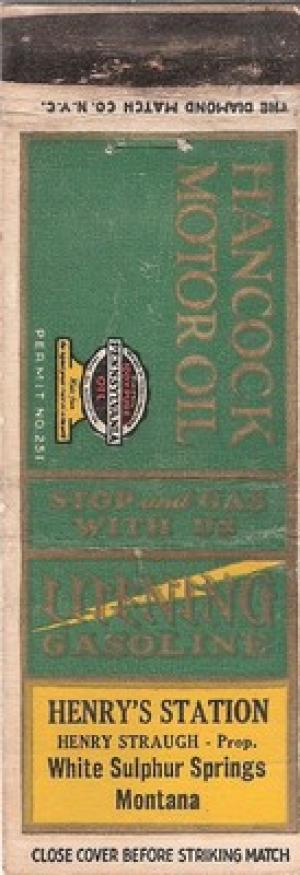 THE DIAMOND MATCH CO. N.Y.C.
HANCOCK
MOTOR OIL
PENNSYLVANIA
OIL
PERMIT NO. 251
STOP and GAS
WITH US
LITENING
GASOLINE
HENRY'S STATION
HENRY STRAUGH - Prop.
White Sulphur Springs
Montana
CLOSE COVER BEFORE STRIKING MATCH